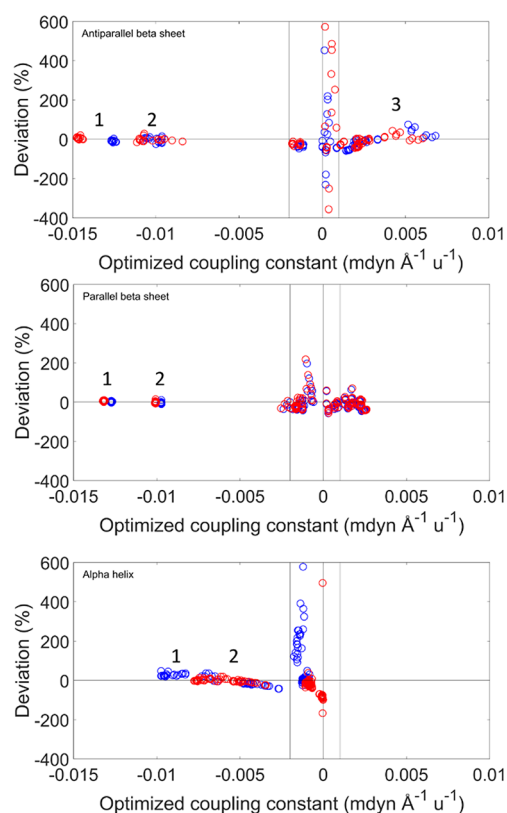 600
Antiparallel beta sheet
400
200
1 2 3
0
-200
-400
Deviation (%)
-0.015 -0.01 -0.005 0 0.005 0.01
Optimized coupling constant (mdyn Å⁻¹ u⁻¹)
600
Parallel beta sheet
400
200
1 2
0
-200
-400
Deviation (%)
-0.015 -0.01 -0.005 0 0.005 0.01
Optimized coupling constant (mdyn Å⁻¹ u⁻¹)
600
Alpha helix
400
200
1 2
0
-200
-400
Deviation (%)
-0.015 -0.01 -0.005 0 0.005 0.01
Optimized coupling constant (mdyn Å⁻¹ u⁻¹)